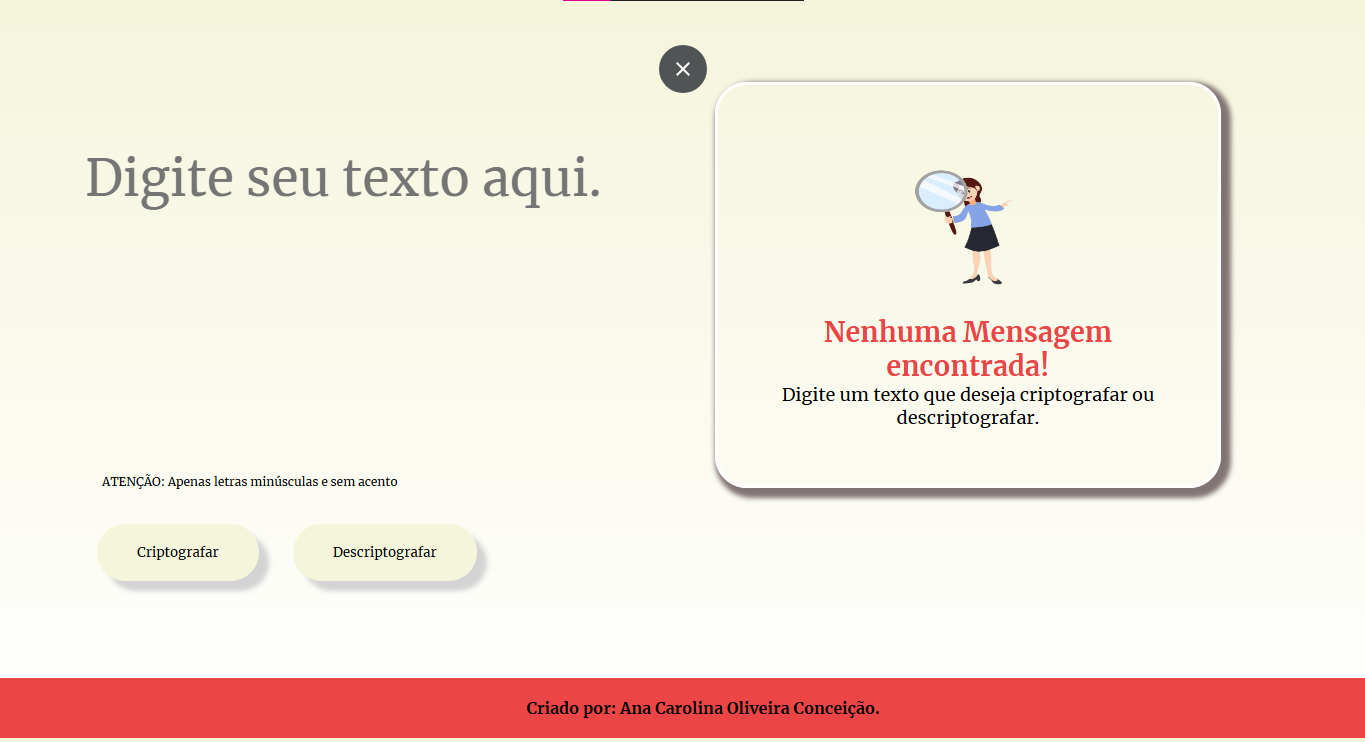 Digite seu texto aqui.
Nenhuma Mensagem
encontrada!
Digite um texto que deseja criptografar ou
descriptografar.
ATENÇÃO: Apenas letras minúsculas e sem acento
Criptografar
Descriptografar
Criado por: Ana Carolina Oliveira Conceição.